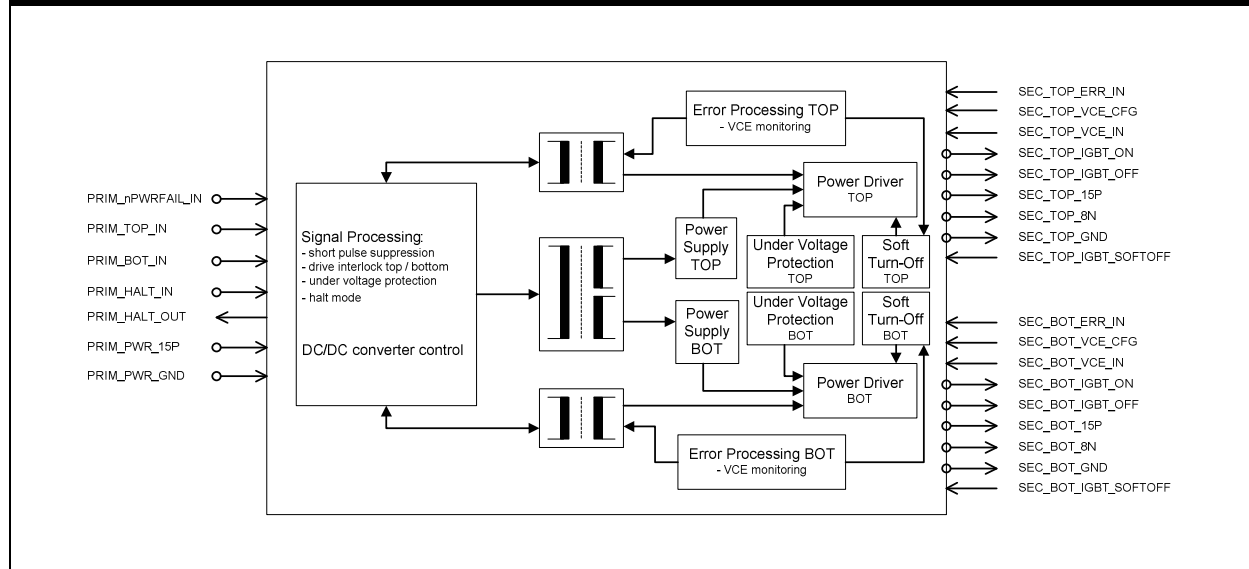 PRIM_nPWRFAIL_IN
PRIM_TOP_IN
PRIM_BOT_IN
PRIM_HALT_IN
PRIM_HALT_OUT
PRIM_PWR_15P
PRIM_PWR_GND
Signal Processing:
- short pulse suppression
- drive interlock top / bottom
- under voltage protection
- halt mode
DC/DC converter control
Error Processing TOP
- VCE monitoring
Power Driver
TOP
Power
Supply
TOP
Under Voltage
Protection
TOP
Soft
Turn-Off
TOP
Power
Supply
BOT
Under Voltage
Protection
BOT
Soft
Turn-Off
BOT
Power Driver
BOT
Error Processing BOT
- VCE monitoring
SEC_TOP_ERR_IN
SEC_TOP_VCE_CFG
SEC_TOP_VCE_IN
SEC_TOP_IGBT_ON
SEC_TOP_IGBT_OFF
SEC_TOP_15P
SEC_TOP_8N
SEC_TOP_GND
SEC_TOP_IGBT_SOFTOFF
SEC_BOT_ERR_IN
SEC_BOT_VCE_CFG
SEC_BOT_VCE_IN
SEC_BOT_IGBT_ON
SEC_BOT_IGBT_OFF
SEC_BOT_15P
SEC_BOT_8N
SEC_BOT_GND
SEC_BOT_IGBT_SOFTOFF